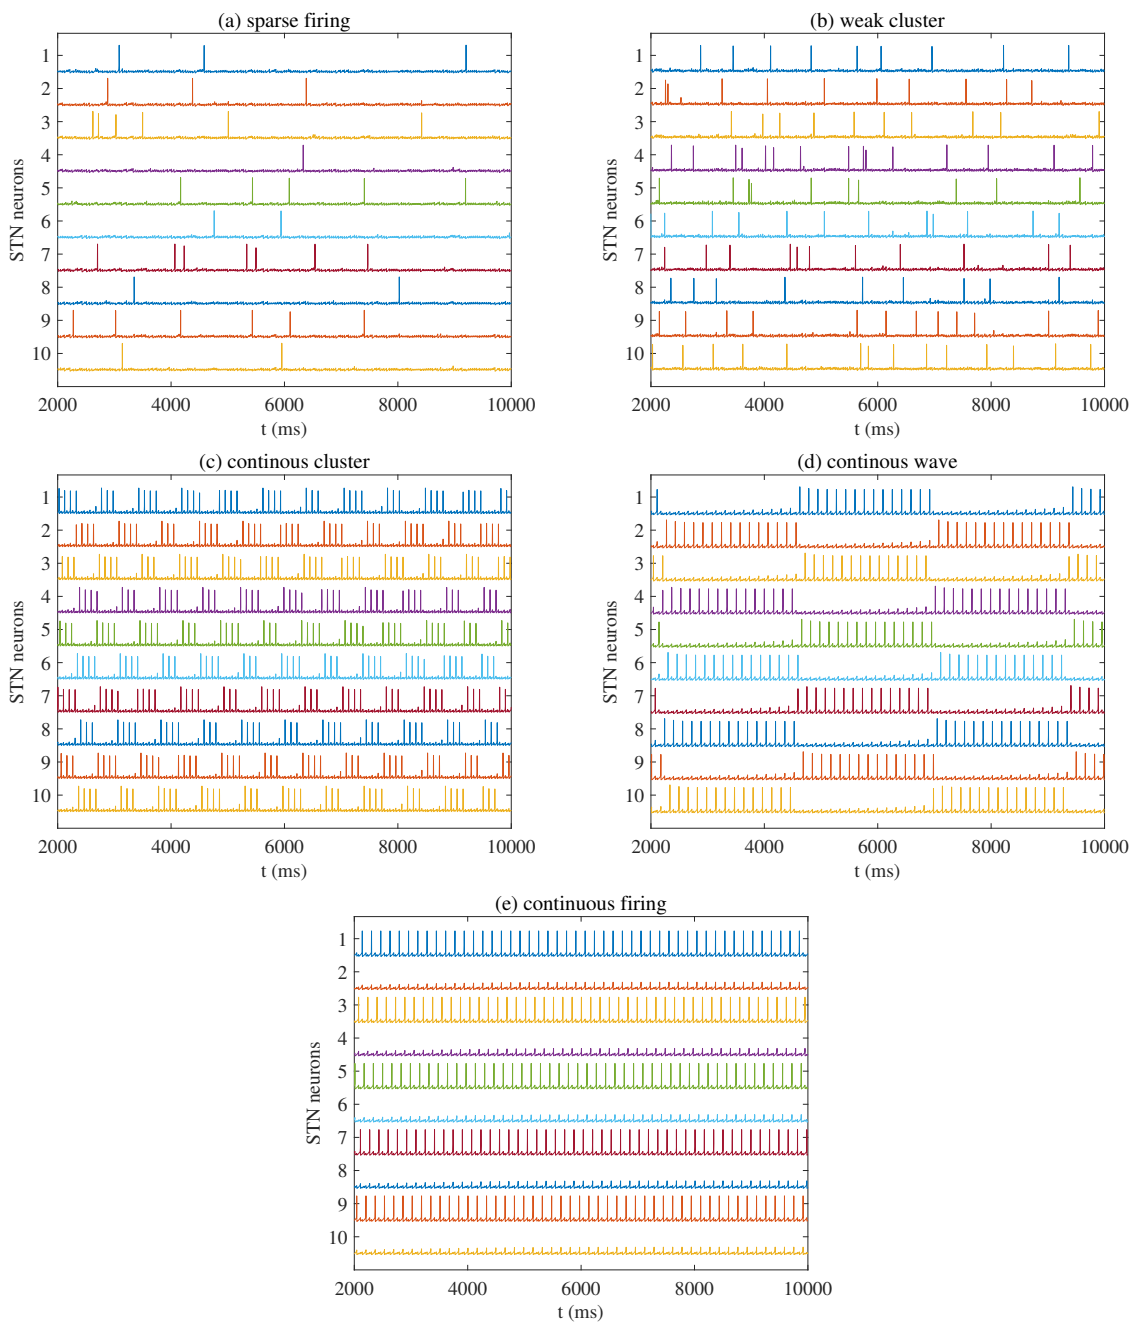 (a) sparse firing
STN neurons
1
2
3
4
5
6
7
8
9
10
2000 4000 6000 8000 10000
t (ms)
(b) weak cluster
STN neurons
1
2
3
4
5
6
7
8
9
10
2000 4000 6000 8000 10000
t (ms)
(c) continous cluster
STN neurons
1
2
3
4
5
6
7
8
9
10
2000 4000 6000 8000 10000
t (ms)
(d) continous wave
STN neurons
1
2
3
4
5
6
7
8
9
10
2000 4000 6000 8000 10000
t (ms)
(e) continuous firing
STN neurons
1
2
3
4
5
6
7
8
9
10
2000 4000 6000 8000 10000
t (ms)